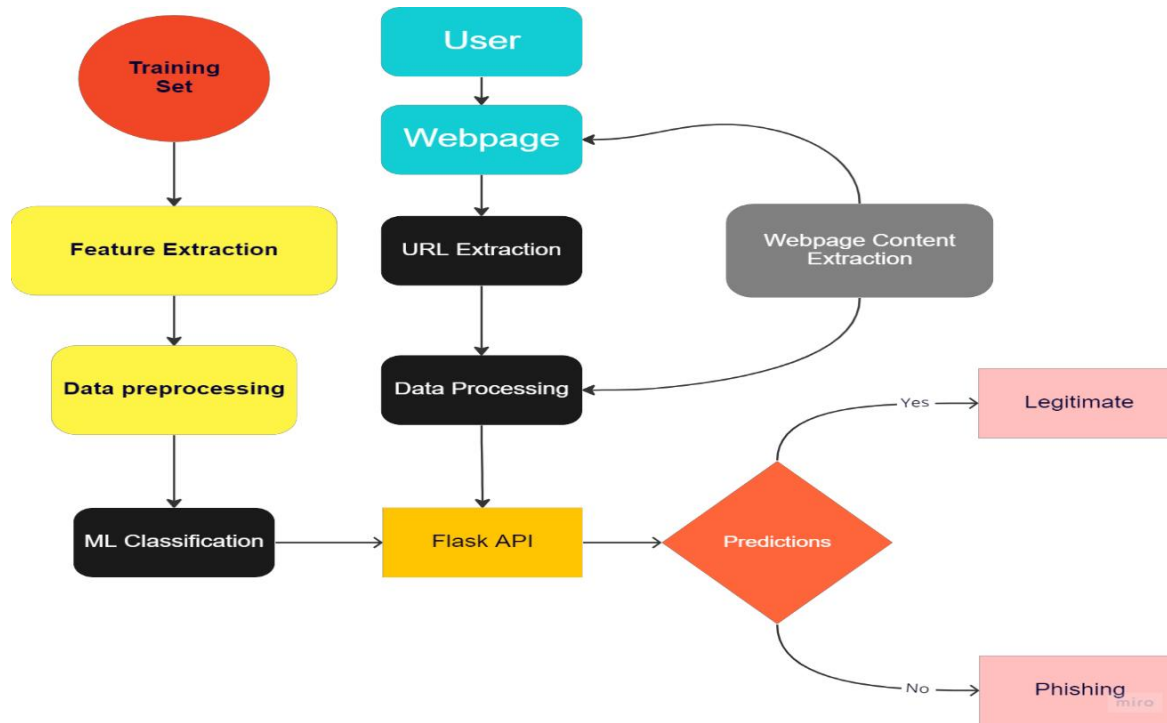 Training
Set
User
Webpage
Feature Extraction
URL Extraction
Webpage Content
Extraction
Data preprocessing
Data Processing
Yes
Legitimate
ML Classification
Flask API
Predictions
No
Phishing
miro